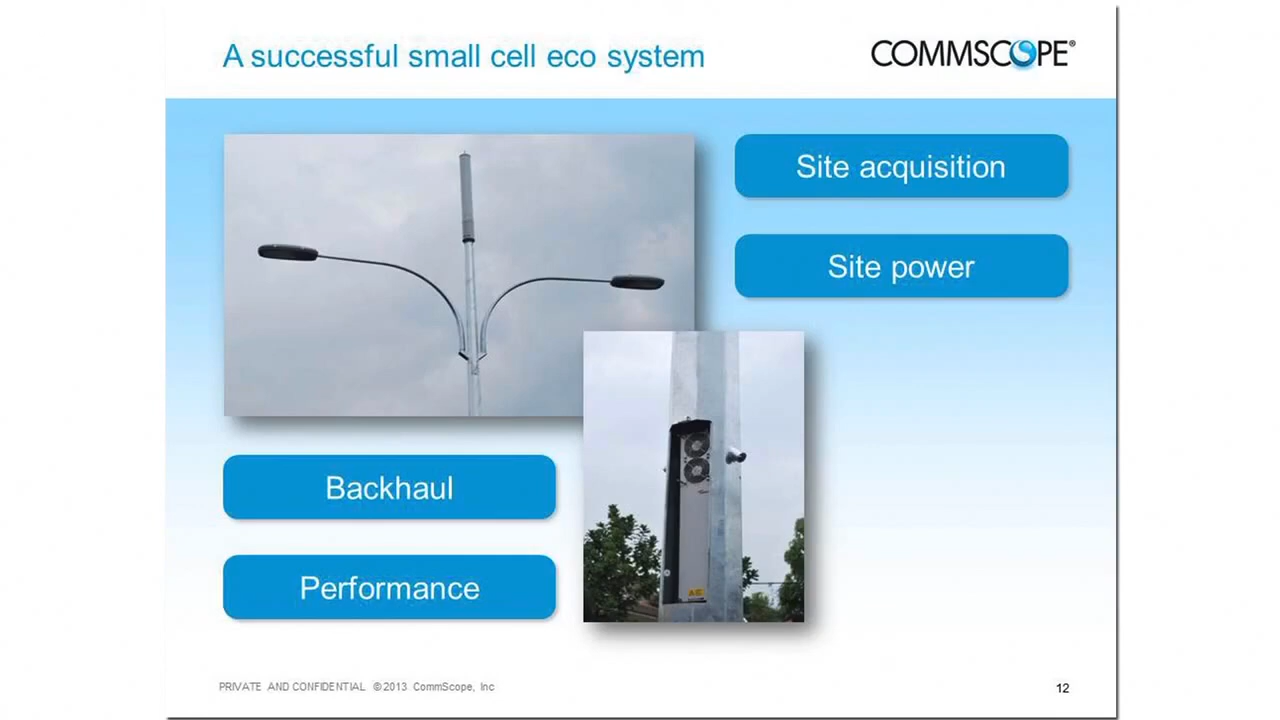 A successful small cell eco system
COMMSCOPE®
Site acquisition
Site power
Backhaul
Performance
PRIVATE AND CONFIDENTIAL © 2013 CommScope, Inc
12